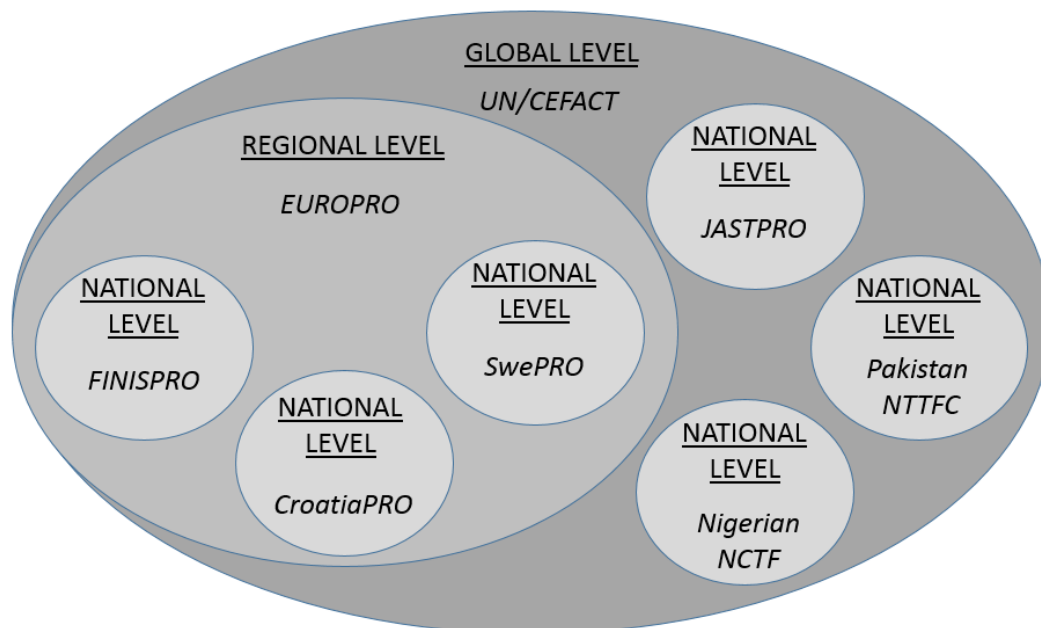 GLOBAL LEVEL
UN/CEFACT
REGIONAL LEVEL
EUROPRO
NATIONAL
LEVEL
FINISPRO
NATIONAL
LEVEL
CroatiaPRO
NATIONAL
LEVEL
SwePRO
NATIONAL
LEVEL
JASTPRO
NATIONAL
LEVEL
Pakistan
NTTFC
NATIONAL
LEVEL
Nigerian
NCTF